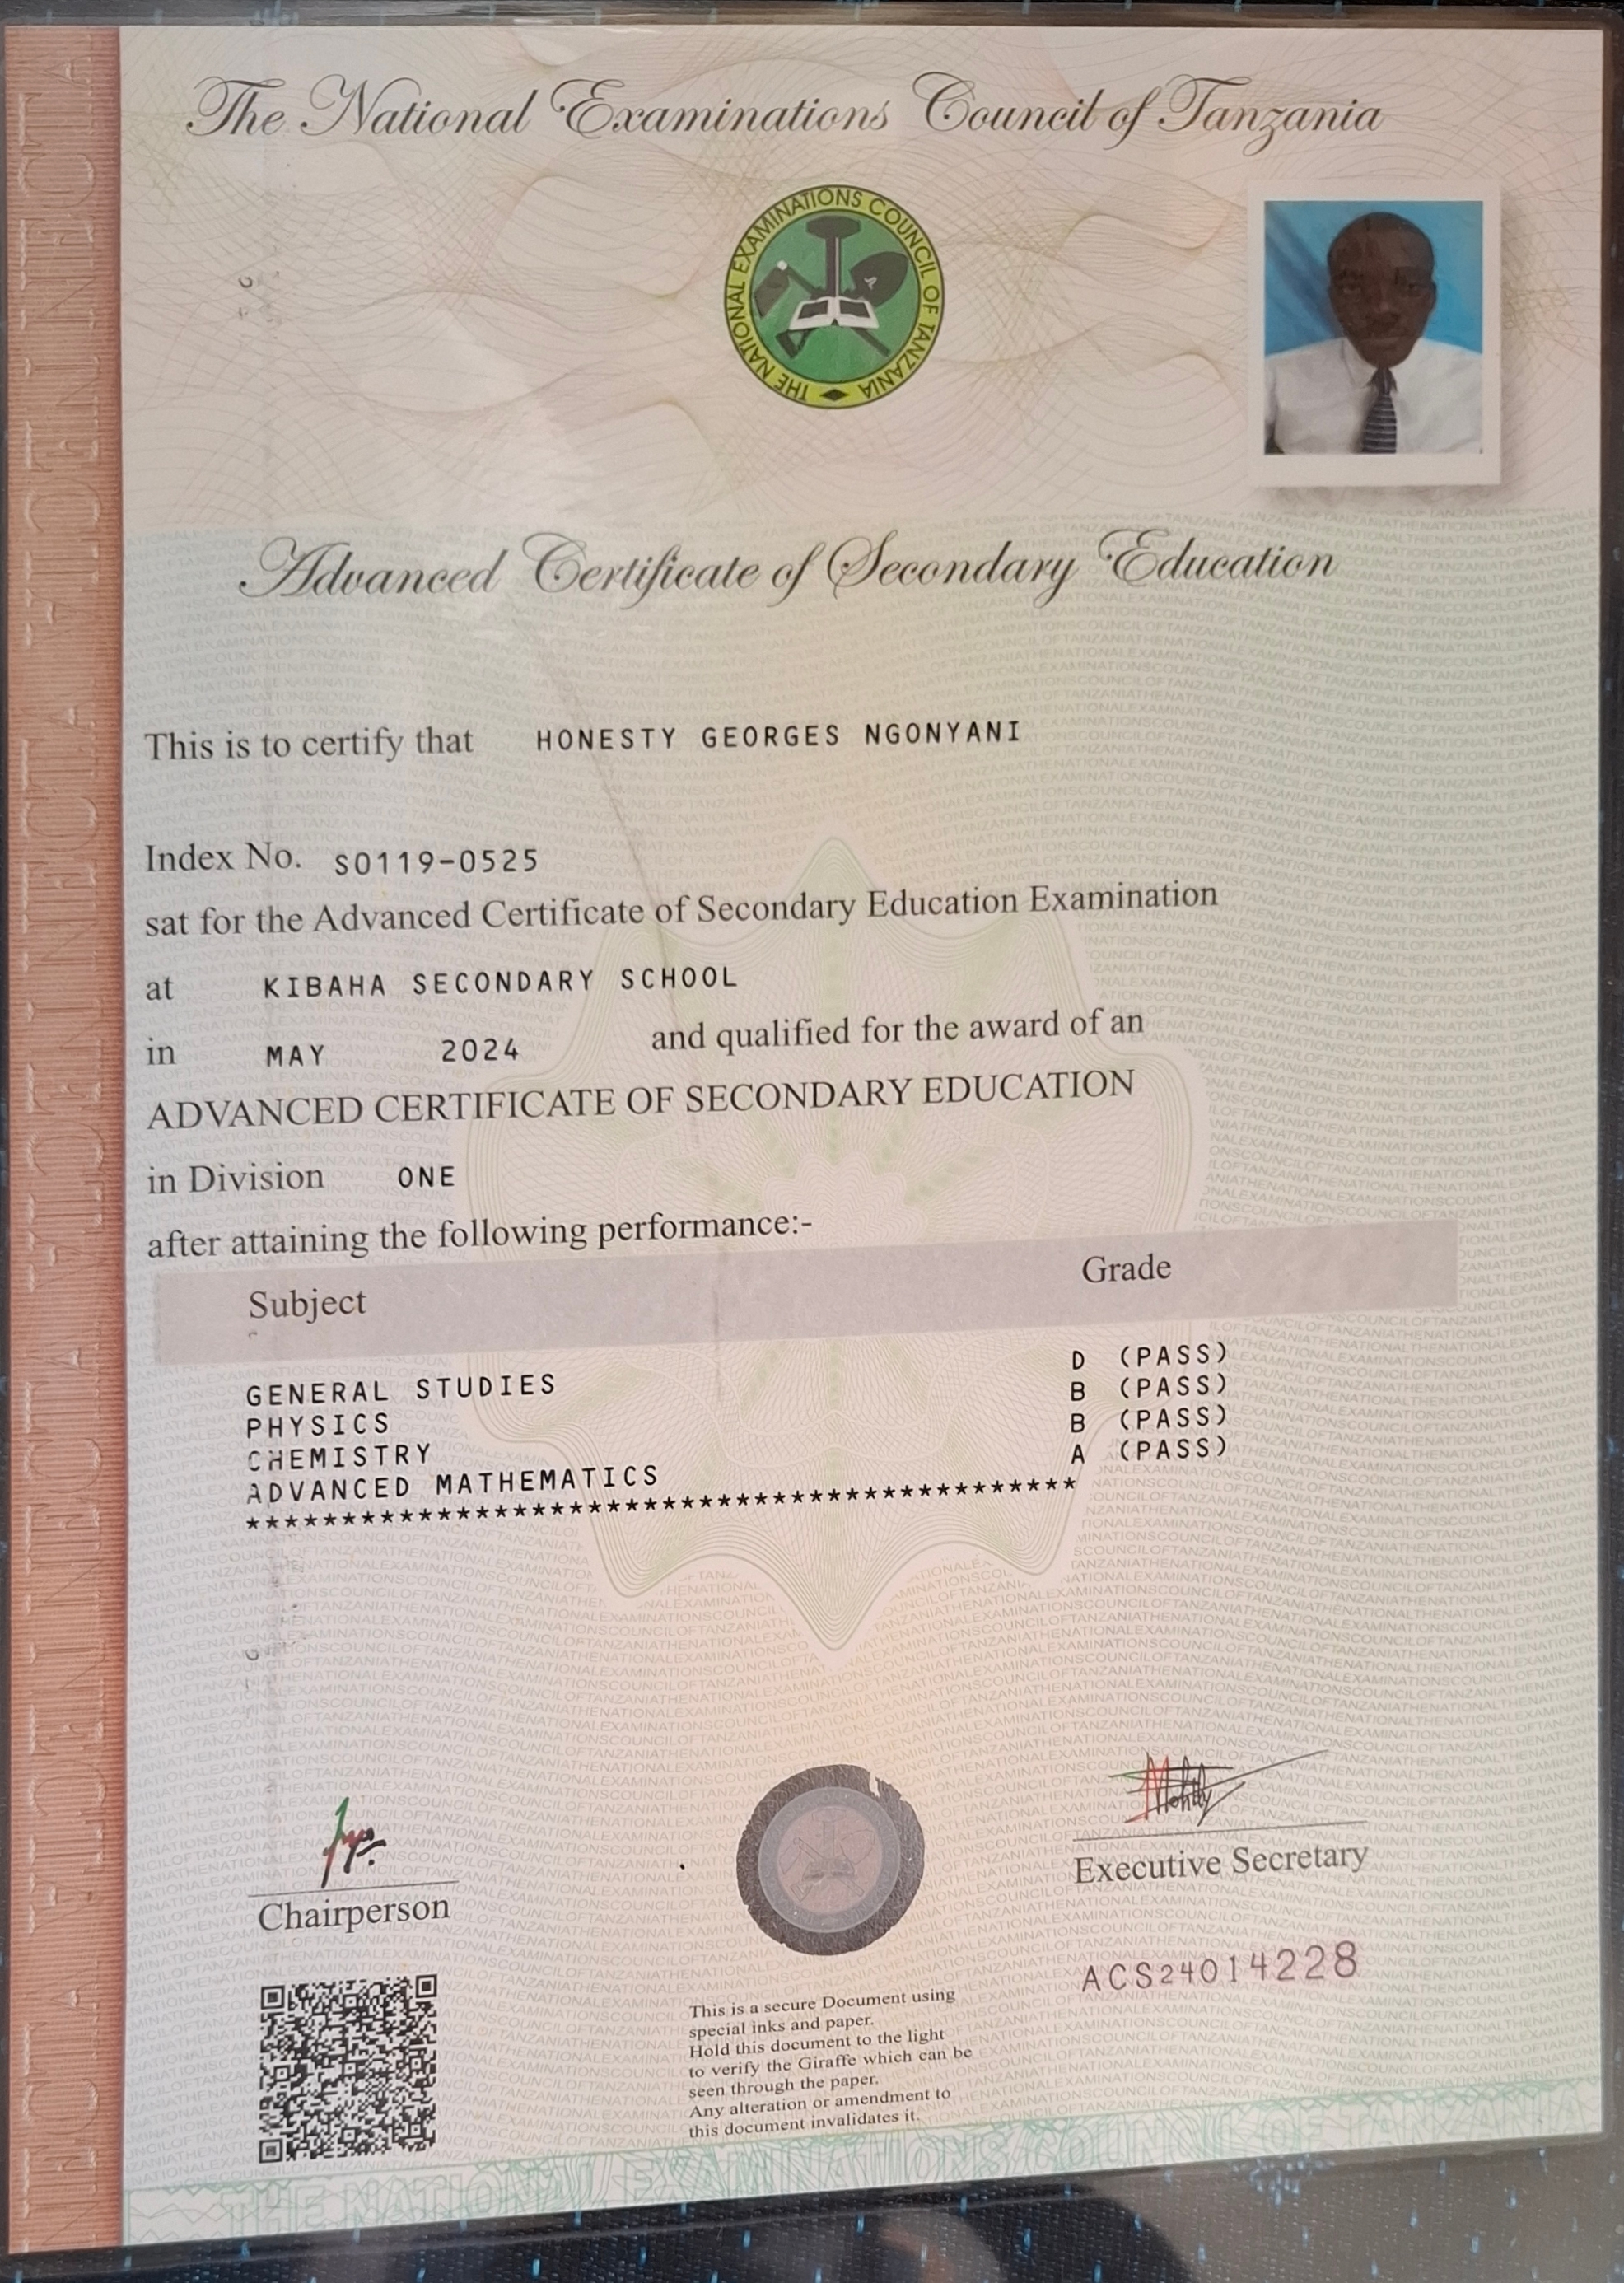 The National Examinations Council of Tanzania
THE NATIONAL EXAMINATIONS COUNCIL OF TANZANIA
Advanced Certificate of Secondary Education
This is to certify that HONESTY GEORGES NGONYANI
Index No. S0119-0525
sat for the Advanced Certificate of Secondary Education Examination
at KIBAHA SECONDARY SCHOOL
in MAY 2024 and qualified for the award of an
ADVANCED CERTIFICATE OF SECONDARY EDUCATION
in Division ONE
after attaining the following performance:-
Subject Grade
GENERAL STUDIES D (PASS)
PHYSICS B (PASS)
CHEMISTRY B (PASS)
ADVANCED MATHEMATICS A (PASS)
********************************************
Chairperson
Executive Secretary
ACS24014228
This is a secure Document using
special inks and paper.
Hold this document to the light
to verify the Giraffe which can be
seen through the paper.
Any alteration or amendment to
this document invalidates it.
THE NATIONAL EXAMINATIONS COUNCIL OF TANZANIA